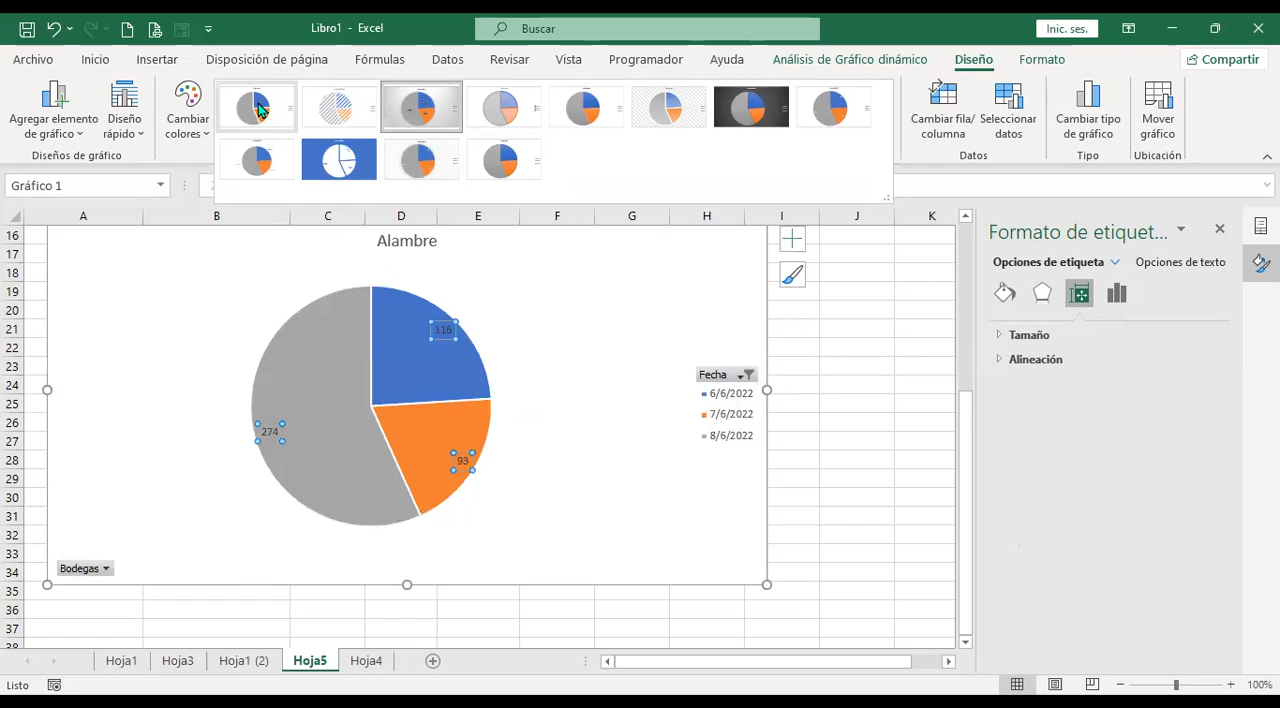 Libro1 - Excel
Buscar
Inic. ses.
Archivo Inicio Insertar Disposición de página Fórmulas Datos Revisar Vista Programador Ayuda Análisis de Gráfico dinámico Diseño Formato Compartir
Agregar elemento de gráfico
Diseño rápido
Cambiar colores
Cambiar fila/ columna
Seleccionar datos
Cambiar tipo de gráfico
Mover gráfico
Diseños de gráfico
Datos
Tipo
Ubicación
Gráfico 1
A B C D E F G H I J K
16
17
18
19
20
21
22
23
24
25
26
27
28
29
30
31
32
33
34
35
36
37
38
Alambre
116
274
93
Fecha
6/6/2022
7/6/2022
8/6/2022
Bodegas
Formato de etiquet...
Opciones de etiqueta Opciones de texto
Tamaño
Alineación
Hoja1 Hoja3 Hoja1 (2) Hoja5 Hoja4
Listo
100%